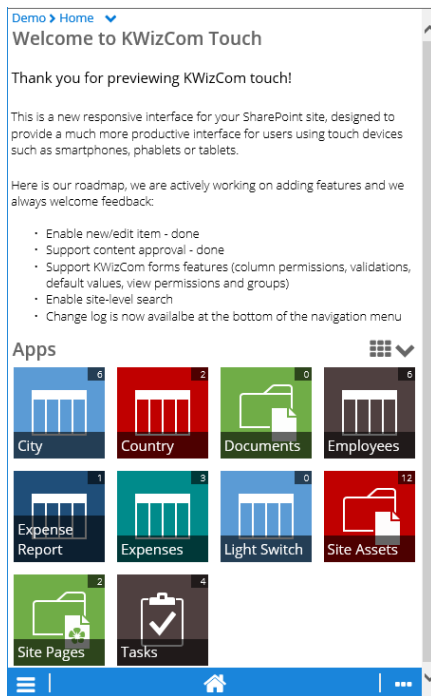 Demo > Home
Welcome to KWizCom Touch
Thank you for previewing KWizCom touch!
This is a new responsive interface for your SharePoint site, designed to
provide a much more productive interface for users using touch devices
such as smartphones, phablets or tablets.
Here is our roadmap, we are actively working on adding features and we
always welcome feedback:
· Enable new/edit item - done
· Support content approval - done
· Support KWizCom forms features (column permissions, validations,
default values, view permissions and groups)
· Enable site-level search
· Change log is now availalbe at the bottom of the navigation menu
Apps
6
City
2
Country
0
Documents
6
Employees
1
Expense
Report
3
Expenses
0
Light Switch
12
Site Assets
2
Site Pages
4
Tasks